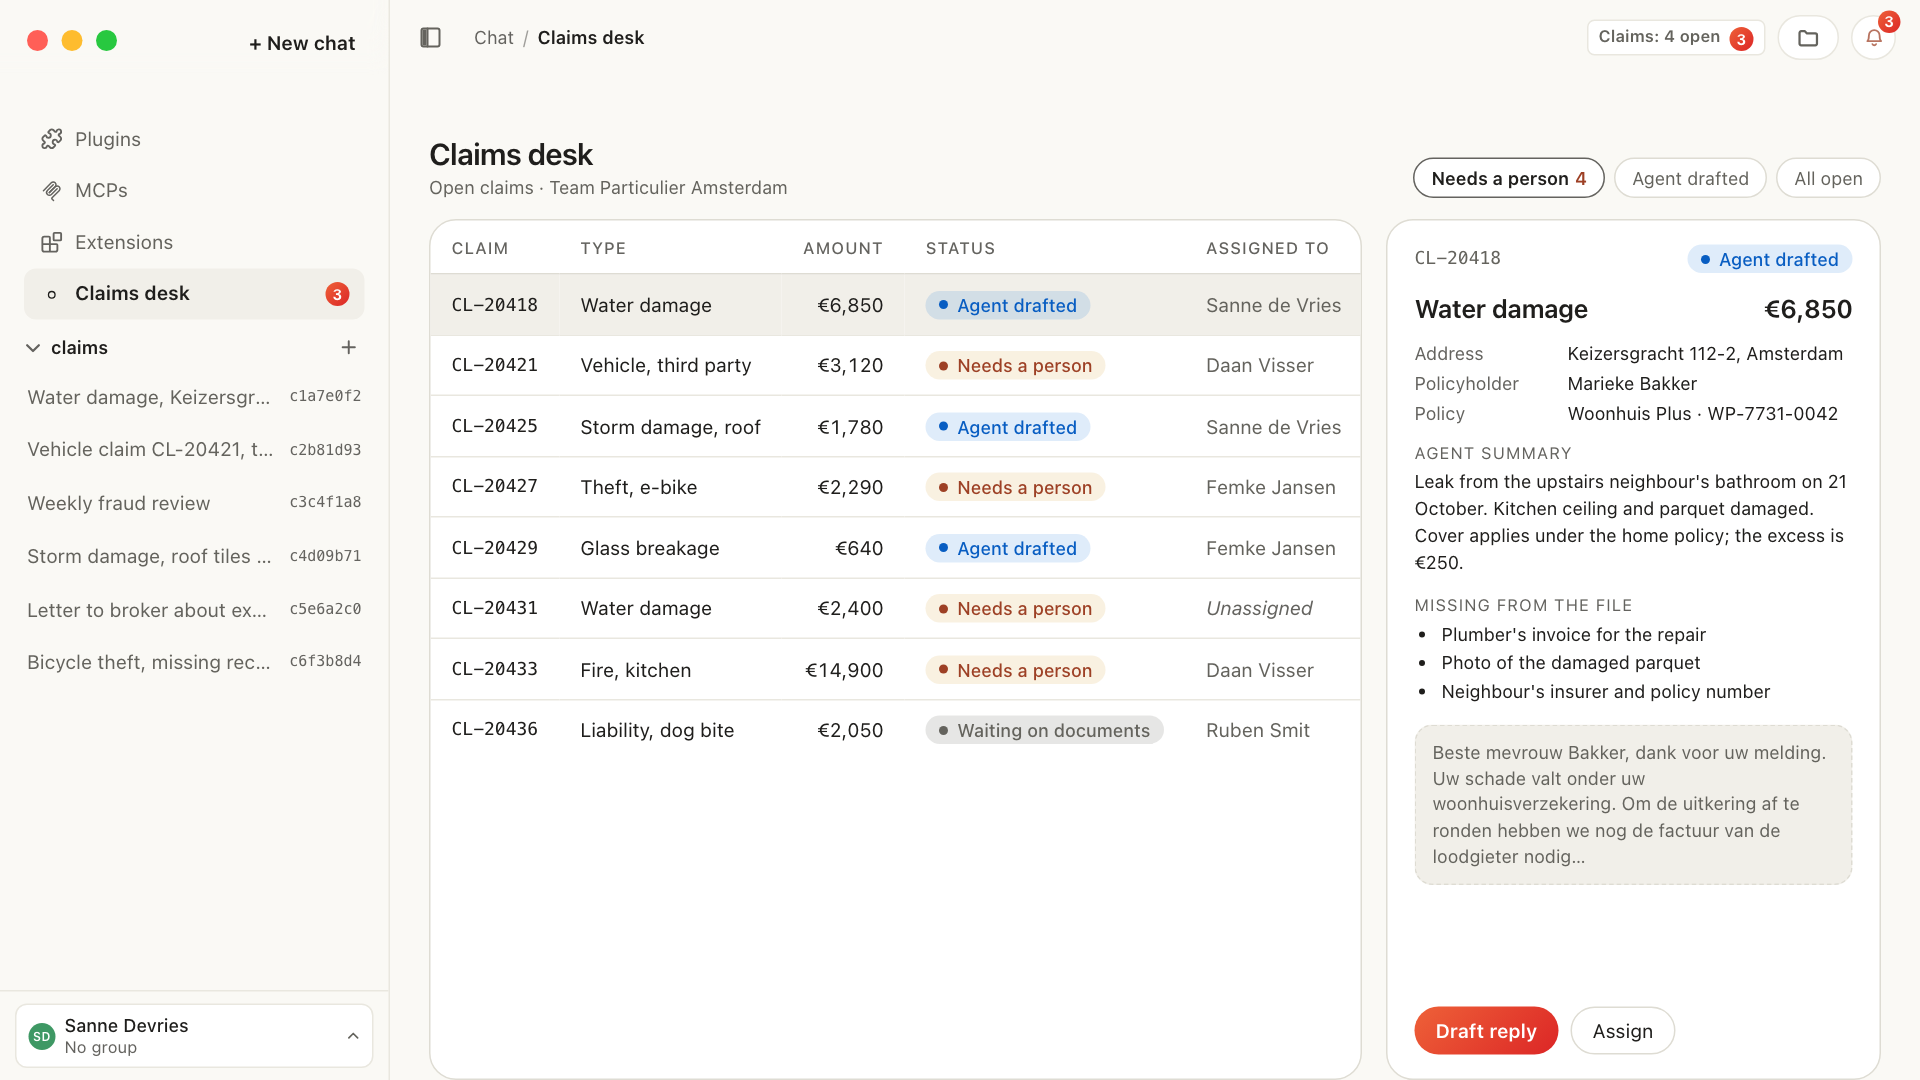 + New chat
Plugins
MCPs
Extensions
Claims desk 3
claims
Water damage, Keizersgr... c1a7e0f2
Vehicle claim CL-20421, t... c2b81d93
Weekly fraud review c3c4f1a8
Storm damage, roof tiles ... c4d09b71
Letter to broker about ex... c5e6a2c0
Bicycle theft, missing rec... c6f3b8d4
SD
Sanne Devries
No group
Chat / Claims desk
Claims: 4 open 3
3
Claims desk
Open claims · Team Particulier Amsterdam
Needs a person 4
Agent drafted
All open
CLAIM TYPE AMOUNT STATUS ASSIGNED TO
CL-20418 Water damage €6,850 Agent drafted Sanne de Vries
CL-20421 Vehicle, third party €3,120 Needs a person Daan Visser
CL-20425 Storm damage, roof €1,780 Agent drafted Sanne de Vries
CL-20427 Theft, e-bike €2,290 Needs a person Femke Jansen
CL-20429 Glass breakage €640 Agent drafted Femke Jansen
CL-20431 Water damage €2,400 Needs a person Unassigned
CL-20433 Fire, kitchen €14,900 Needs a person Daan Visser
CL-20436 Liability, dog bite €2,050 Waiting on documents Ruben Smit
CL-20418 Agent drafted
Water damage €6,850
Address Keizersgracht 112-2, Amsterdam
Policyholder Marieke Bakker
Policy Woonhuis Plus · WP-7731-0042
AGENT SUMMARY
Leak from the upstairs neighbour's bathroom on 21
October. Kitchen ceiling and parquet damaged.
Cover applies under the home policy; the excess is
€250.
MISSING FROM THE FILE
• Plumber's invoice for the repair
• Photo of the damaged parquet
• Neighbour's insurer and policy number
Beste mevrouw Bakker, dank voor uw melding.
Uw schade valt onder uw
woonhuisverzekering. Om de uitkering af te
ronden hebben we nog de factuur van de
loodgieter nodig...
Draft reply
Assign